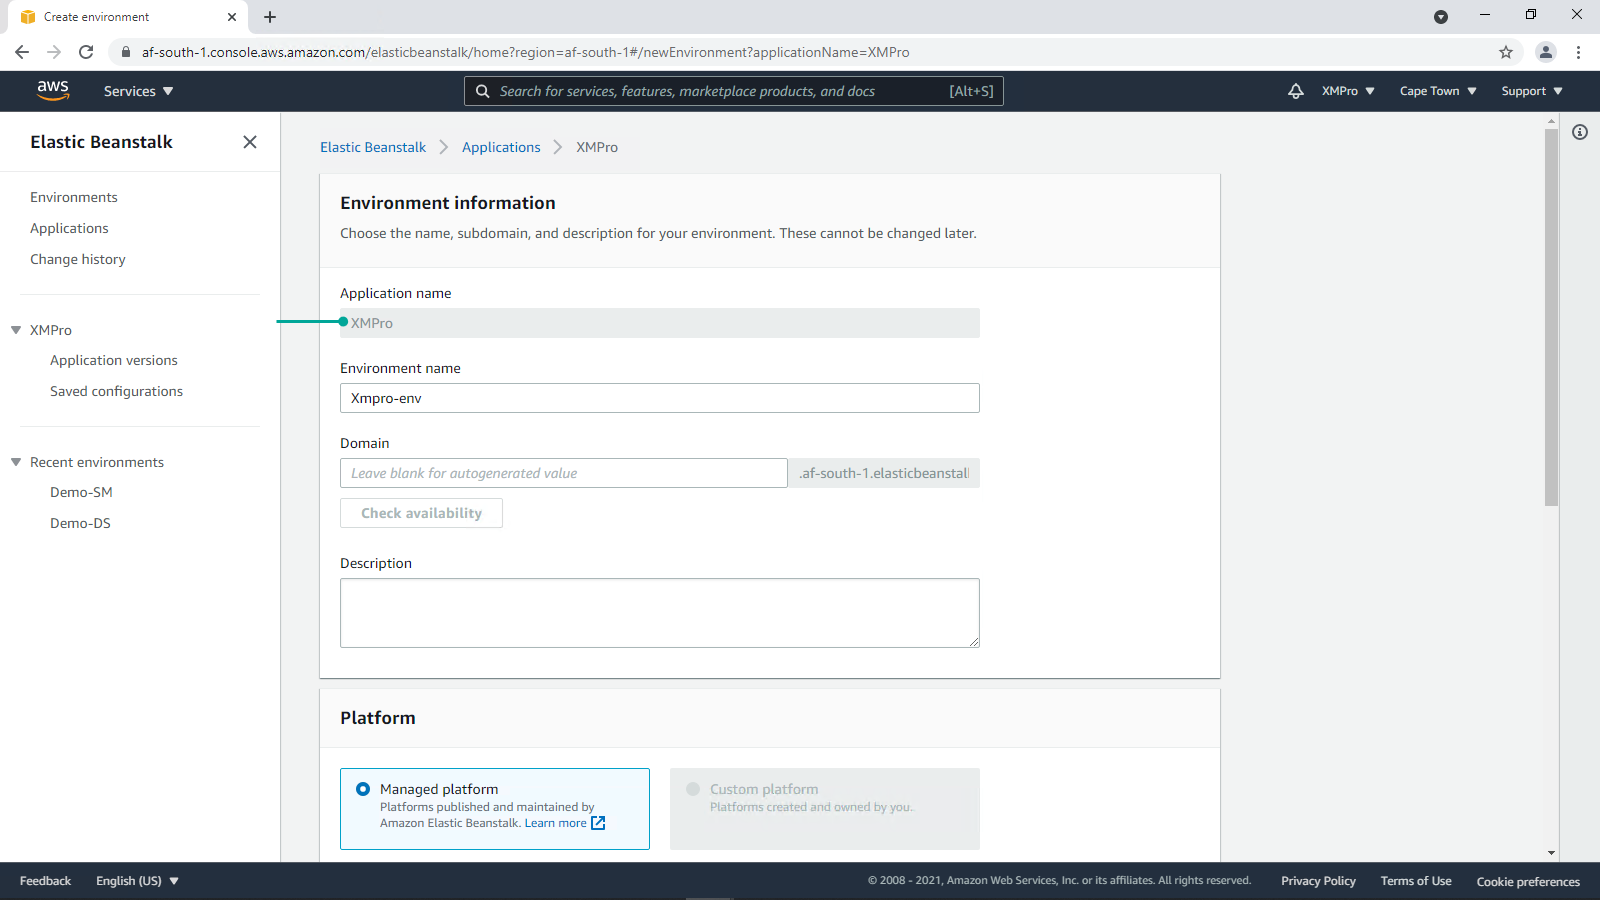 Create environment
af-south-1.console.aws.amazon.com/elasticbeanstalk/home?region=af-south-1#/newEnvironment?applicationName=XMPro
aws
Services
Search for services, features, marketplace products, and docs
[Alt+S]
XMPro
Cape Town
Support
Elastic Beanstalk
Environments
Applications
Change history
XMPro
Application versions
Saved configurations
Recent environments
Demo-SM
Demo-DS
Elastic Beanstalk
Applications
XMPro
Environment information
Choose the name, subdomain, and description for your environment. These cannot be changed later.
Application name
XMPro
Environment name
Xmpro-env
Domain
Leave blank for autogenerated value
.af-south-1.elasticbeanstal
Check availability
Description
Platform
Managed platform
Platforms published and maintained by
Amazon Elastic Beanstalk. Learn more
Custom platform
Platforms created and owned by you.
Feedback
English (US)
© 2008 - 2021, Amazon Web Services, Inc. or its affiliates. All rights reserved.
Privacy Policy
Terms of Use
Cookie preferences